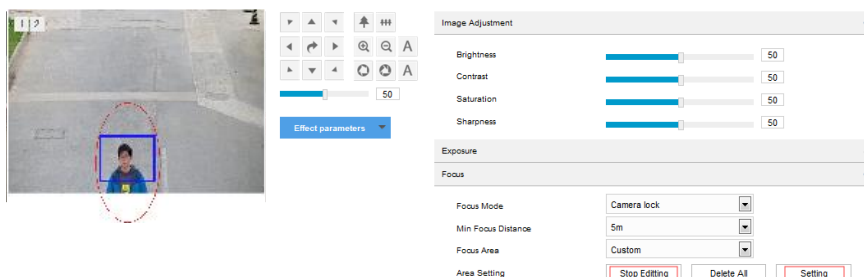 1 2
A
A
50
Effect parameters
Image Adjustment
Brightness 50
Contrast 50
Saturation 50
Sharpness 50
Exposure
Focus
Focus Mode Camera lock
Min Focus Distance 5m
Focus Area Custom
Area Setting Stop Editting Delete All Setting